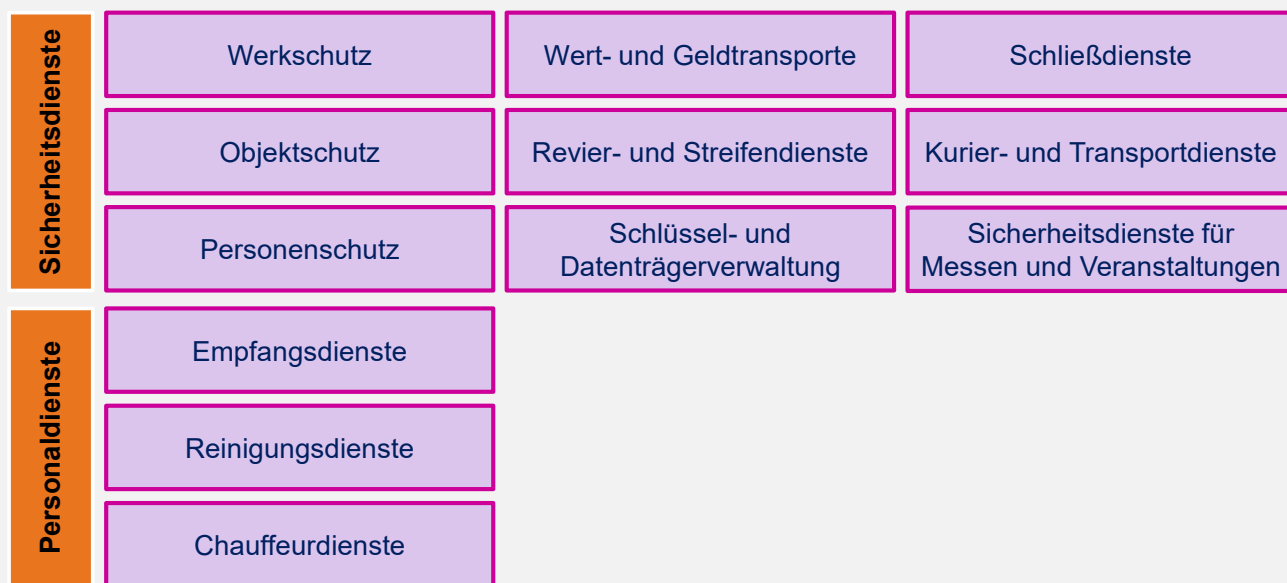 Sicherheitsdienste
Werkschutz
Wert- und Geldtransporte
Schließdienste
Objektschutz
Revier- und Streifendienste
Kurier- und Transportdienste
Personenschutz
Schlüssel- und
Datenträgerverwaltung
Sicherheitsdienste für
Messen und Veranstaltungen
Personaldienste
Empfangsdienste
Reinigungsdienste
Chauffeurdienste